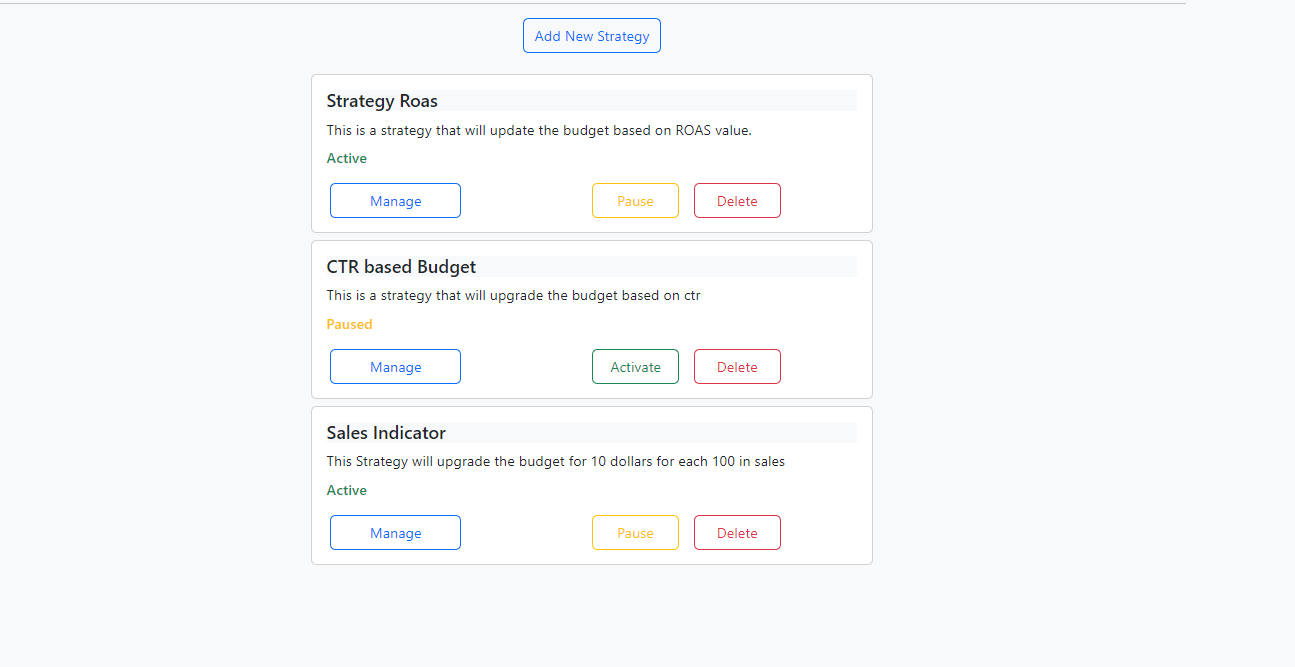 Add New Strategy
Strategy Roas
This is a strategy that will update the budget based on ROAS value.
Active
Manage
Pause
Delete
CTR based Budget
This is a strategy that will upgrade the budget based on ctr
Paused
Manage
Activate
Delete
Sales Indicator
This Strategy will upgrade the budget for 10 dollars for each 100 in sales
Active
Manage
Pause
Delete